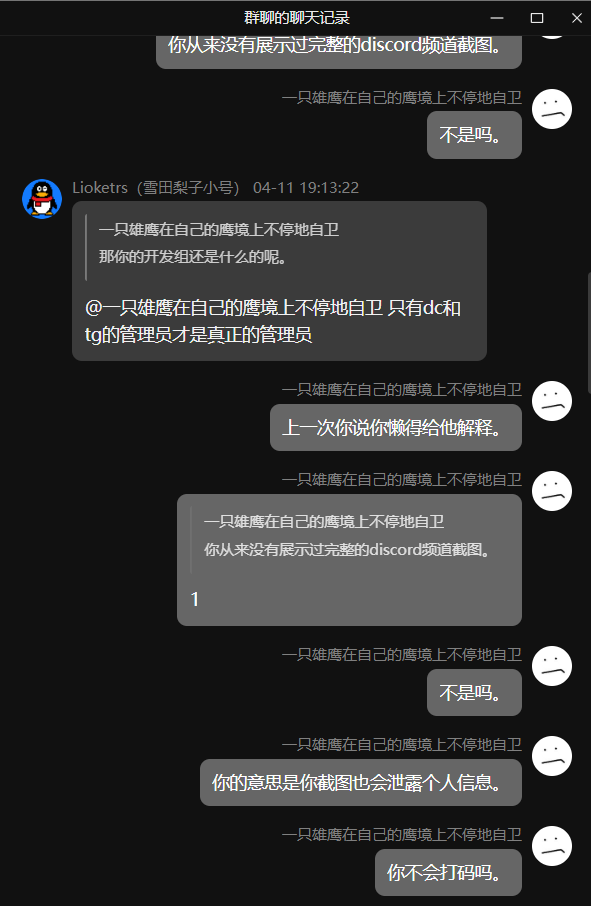 群聊的聊天记录
你从来没有展示过完整的discord频道截图。
一只雄鹰在自己的鹰境上不停地自卫
不是吗。
Lioketrs（雪田梨子小号） 04-11 19:13:22
一只雄鹰在自己的鹰境上不停地自卫
那你的开发组还是什么的呢。
@一只雄鹰在自己的鹰境上不停地自卫 只有dc和
tg的管理员才是真正的管理员
一只雄鹰在自己的鹰境上不停地自卫
上一次你说你懒得给他解释。
一只雄鹰在自己的鹰境上不停地自卫
一只雄鹰在自己的鹰境上不停地自卫
你从来没有展示过完整的discord频道截图。
1
一只雄鹰在自己的鹰境上不停地自卫
不是吗。
一只雄鹰在自己的鹰境上不停地自卫
你的意思是你截图也会泄露个人信息。
一只雄鹰在自己的鹰境上不停地自卫
你不会打码吗。